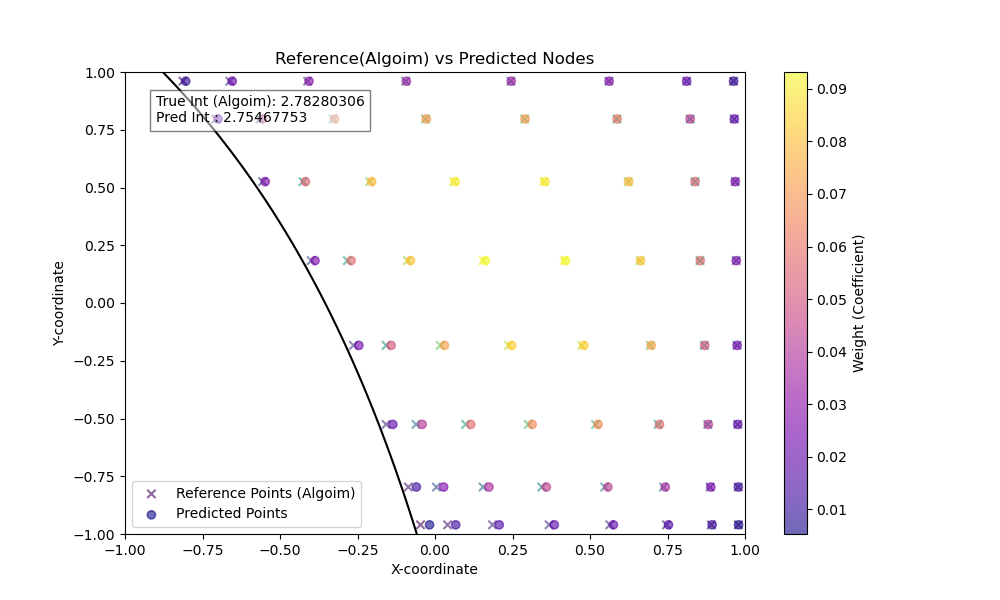 Reference(Algoim) vs Predicted Nodes
True Int (Algoim): 2.78280306
Pred Int : 2.75467753
Y-coordinate
1.00
0.75
0.50
0.25
0.00
−0.25
−0.50
−0.75
−1.00
Reference Points (Algoim)
Predicted Points
−1.00 −0.75 −0.50 −0.25 0.00 0.25 0.50 0.75 1.00
X-coordinate
0.09
0.08
0.07
0.06
0.05
0.04
0.03
0.02
0.01
Weight (Coefficient)